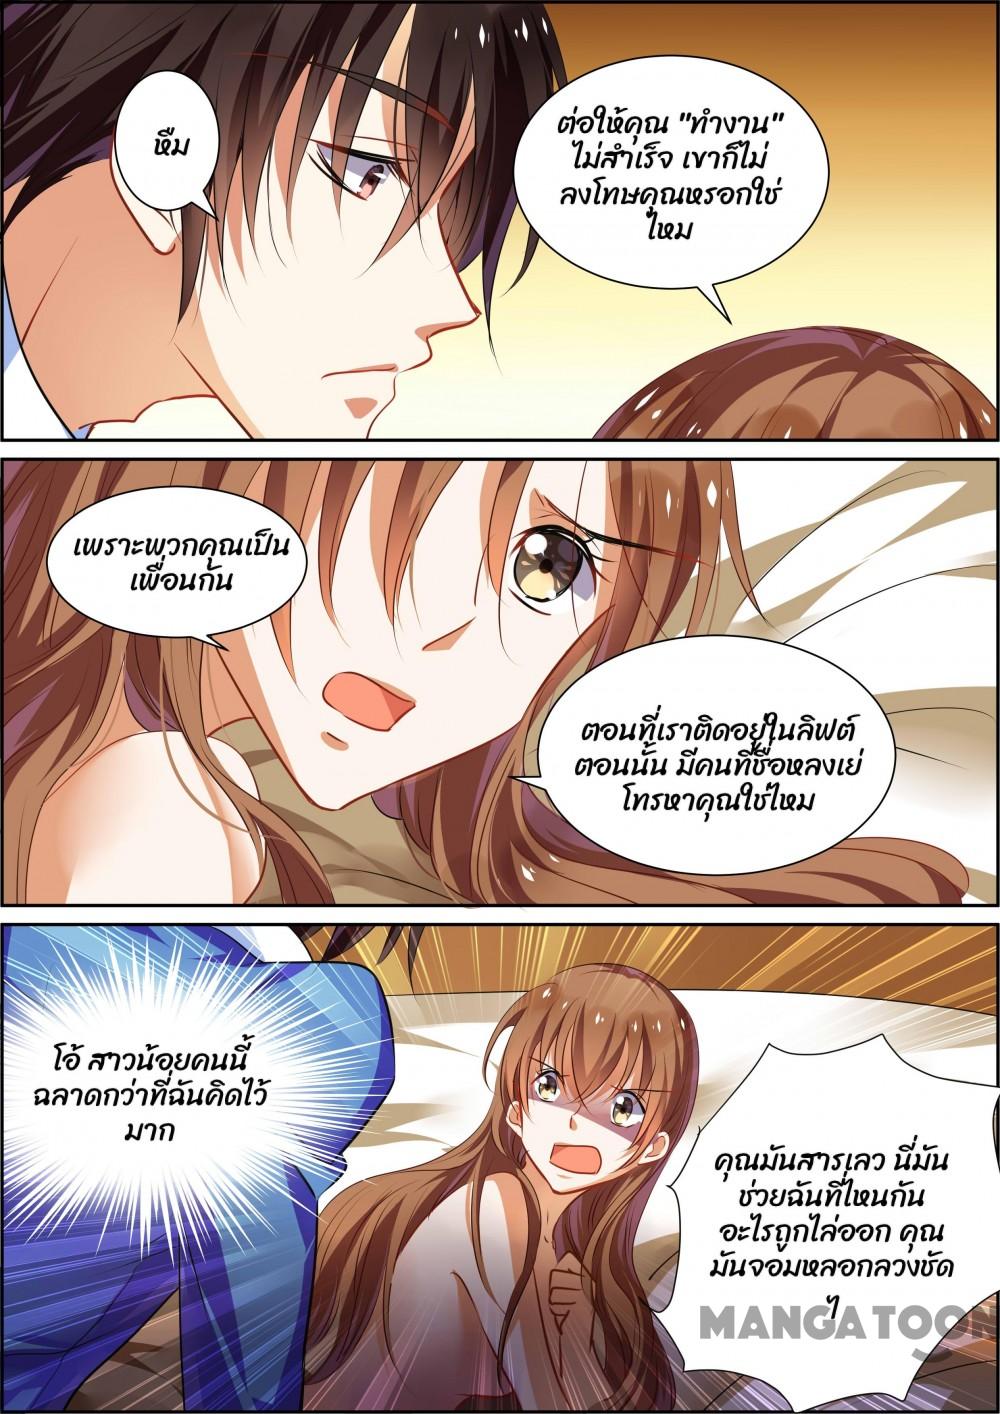 หืม
ต่อให้คุณ "ทำงาน"
ไม่สำเร็จ เขาก็ไม่
ลงโทษคุณหรอกใช่
ไหม
เพราะพวกคุณเป็น
เพื่อนกัน
ตอนที่เราติดอยู่ในลิฟต์
ตอนนั้น มีคนที่ชื่อหลงเย่
โทรหาคุณใช่ไหม
โอ้ สาวน้อยคนนี้
ฉลาดกว่าที่ฉันคิดไว้
มาก
คุณมันสารเลว นี่มัน
ช่วยฉันที่ไหนกัน
อะไรถูกไล่ออก คุณ
มันจอมหลอกลวงชัด
ๆ
MANGATOON